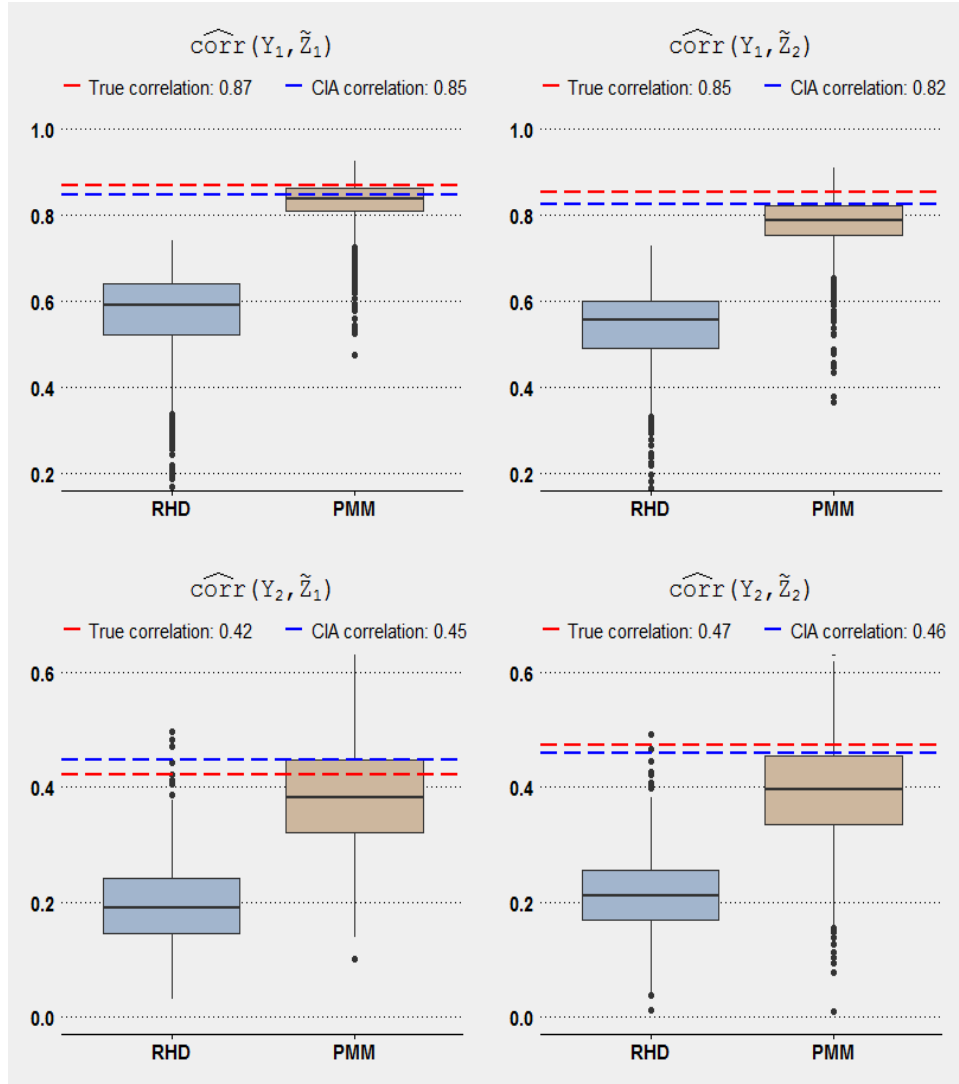 corr(Y₁,Z̃₁)
True correlation: 0.87 CIA correlation: 0.85
1.0
0.8
0.6
0.4
0.2
RHD PMM
corr(Y₁,Z̃₂)
True correlation: 0.85 CIA correlation: 0.82
1.0
0.8
0.6
0.4
0.2
RHD PMM
corr(Y₂,Z̃₁)
True correlation: 0.42 CIA correlation: 0.45
0.6
0.4
0.2
0.0
RHD PMM
corr(Y₂,Z̃₂)
True correlation: 0.47 CIA correlation: 0.46
0.6
0.4
0.2
0.0
RHD PMM